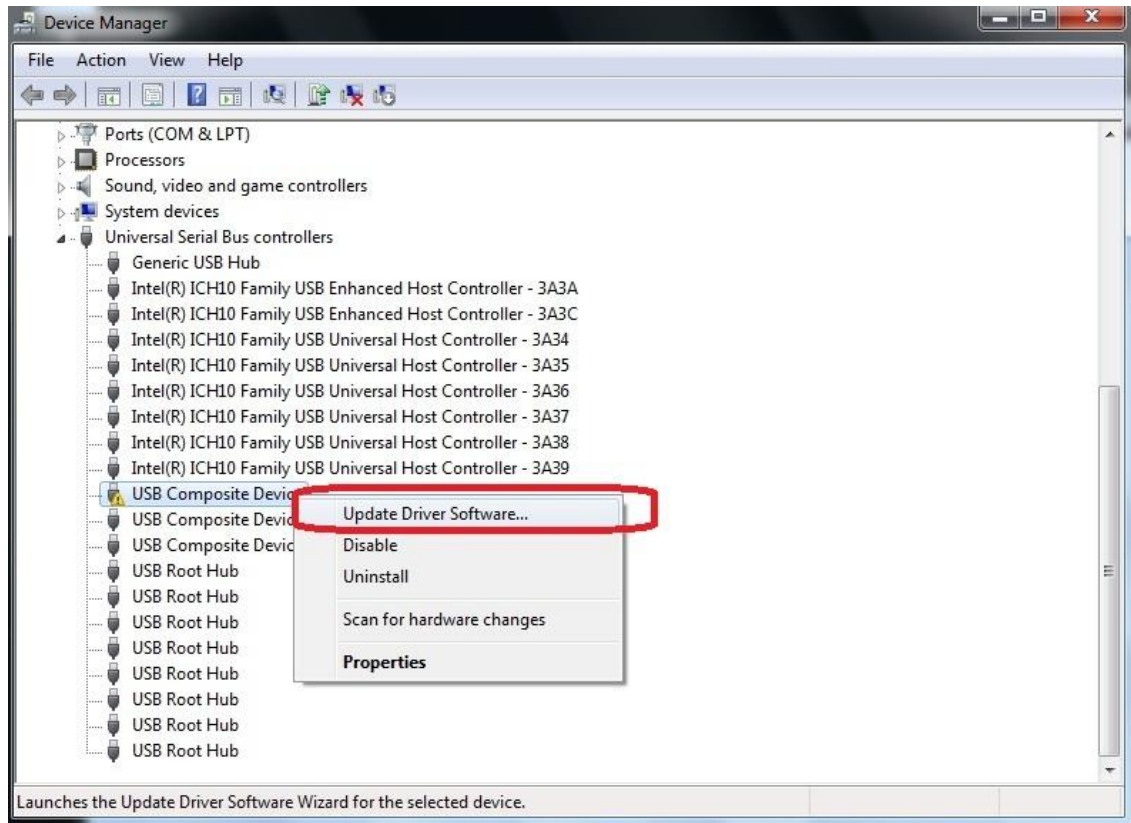 Device Manager
File Action View Help
Ports (COM & LPT)
Processors
Sound, video and game controllers
System devices
Universal Serial Bus controllers
Generic USB Hub
Intel(R) ICH10 Family USB Enhanced Host Controller - 3A3A
Intel(R) ICH10 Family USB Enhanced Host Controller - 3A3C
Intel(R) ICH10 Family USB Universal Host Controller - 3A34
Intel(R) ICH10 Family USB Universal Host Controller - 3A35
Intel(R) ICH10 Family USB Universal Host Controller - 3A36
Intel(R) ICH10 Family USB Universal Host Controller - 3A37
Intel(R) ICH10 Family USB Universal Host Controller - 3A38
Intel(R) ICH10 Family USB Universal Host Controller - 3A39
USB Composite Devic
USB Composite Devic
USB Composite Devic
USB Root Hub
USB Root Hub
USB Root Hub
USB Root Hub
USB Root Hub
USB Root Hub
USB Root Hub
USB Root Hub
Update Driver Software...
Disable
Uninstall
Scan for hardware changes
Properties
Launches the Update Driver Software Wizard for the selected device.